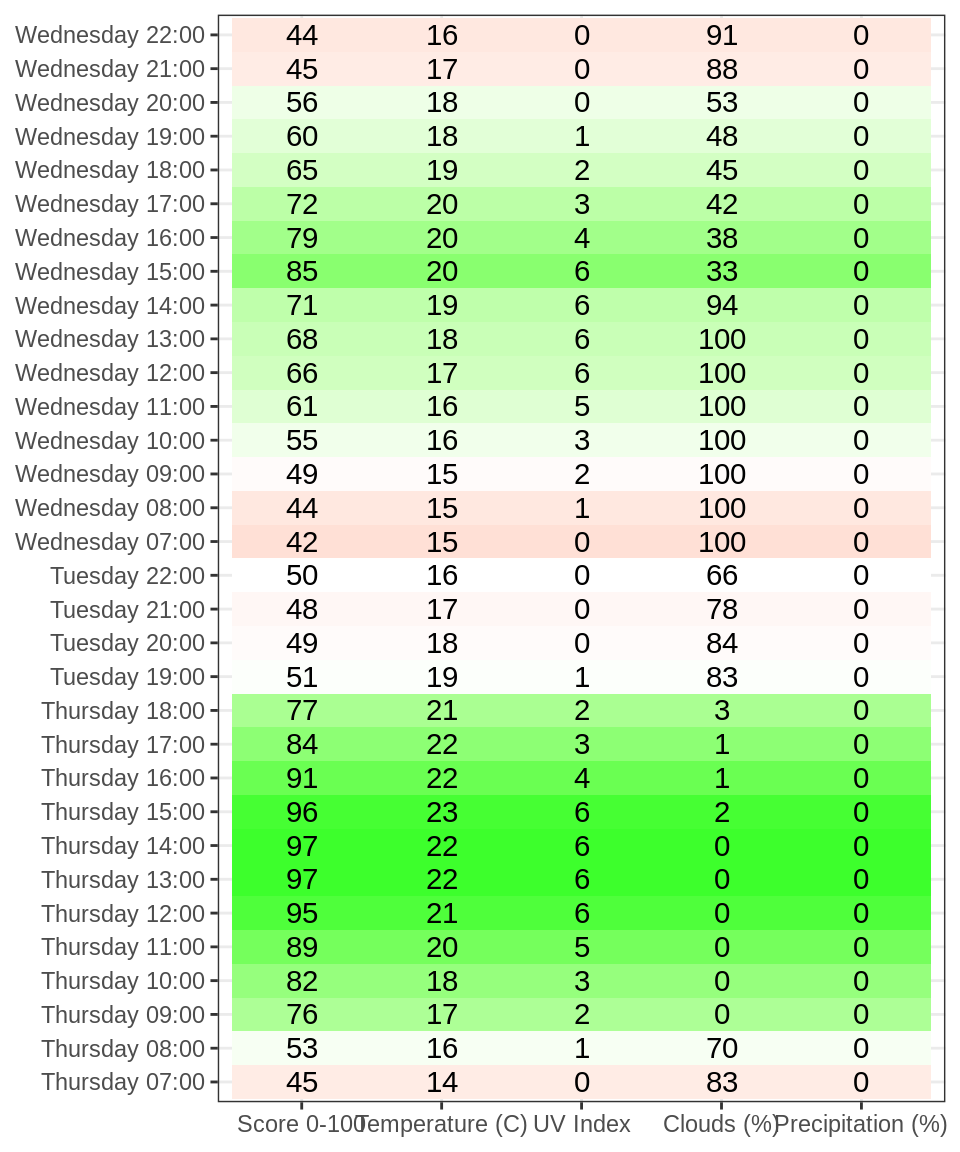 Wednesday 22:00 44 16 0 91 0
Wednesday 21:00 45 17 0 88 0
Wednesday 20:00 56 18 0 53 0
Wednesday 19:00 60 18 1 48 0
Wednesday 18:00 65 19 2 45 0
Wednesday 17:00 72 20 3 42 0
Wednesday 16:00 79 20 4 38 0
Wednesday 15:00 85 20 6 33 0
Wednesday 14:00 71 19 6 94 0
Wednesday 13:00 68 18 6 100 0
Wednesday 12:00 66 17 6 100 0
Wednesday 11:00 61 16 5 100 0
Wednesday 10:00 55 16 3 100 0
Wednesday 09:00 49 15 2 100 0
Wednesday 08:00 44 15 1 100 0
Wednesday 07:00 42 15 0 100 0
Tuesday 22:00 50 16 0 66 0
Tuesday 21:00 48 17 0 78 0
Tuesday 20:00 49 18 0 84 0
Tuesday 19:00 51 19 1 83 0
Thursday 18:00 77 21 2 3 0
Thursday 17:00 84 22 3 1 0
Thursday 16:00 91 22 4 1 0
Thursday 15:00 96 23 6 2 0
Thursday 14:00 97 22 6 0 0
Thursday 13:00 97 22 6 0 0
Thursday 12:00 95 21 6 0 0
Thursday 11:00 89 20 5 0 0
Thursday 10:00 82 18 3 0 0
Thursday 09:00 76 17 2 0 0
Thursday 08:00 53 16 1 70 0
Thursday 07:00 45 14 0 83 0
Score 0-100 Temperature (C) UV Index Clouds (%) Precipitation (%)